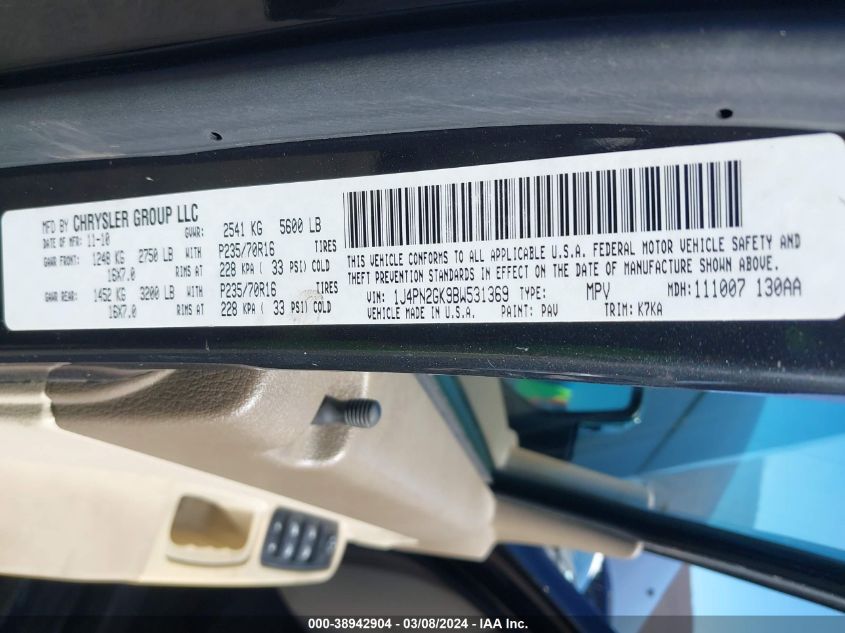 MFD BY CHRYSLER GROUP LLC
DATE OF MFR: 11-10 GVWR: 2541 KG 5600 LB
GAWR FRONT: 1248 KG 2750 LB WITH P235/70R16 TIRES
16X7.0 RIMS AT 228 KPA ( 33 PSI) COLD
GAWR REAR: 1452 KG 3200 LB WITH P235/70R16 TIRES
16X7.0 RIMS AT 228 KPA ( 33 PSI) COLD
THIS VEHICLE CONFORMS TO ALL APPLICABLE U.S.A. FEDERAL MOTOR VEHICLE SAFETY AND
THEFT PREVENTION STANDARDS IN EFFECT ON THE DATE OF MANUFACTURE SHOWN ABOVE.
VIN: 1J4PN2GK9BW531369 TYPE: MPV MDH: 111007 130AA
VEHICLE MADE IN U.S.A. PAINT: PAV TRIM: K7KA
000-38942904 - 03/08/2024 - IAA Inc.